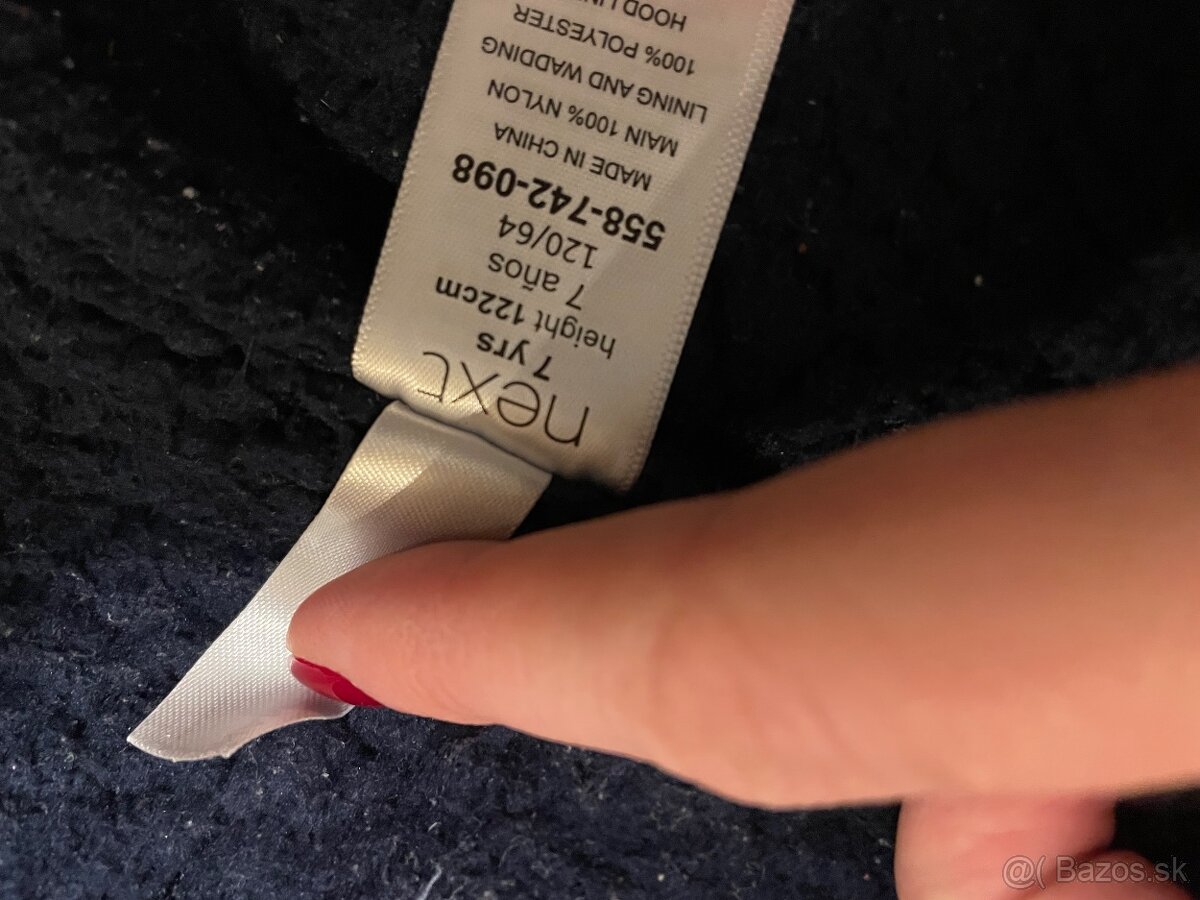 next
7 yrs
height 122cm
7 años
120/64
558-742-098
MADE IN CHINA
MAIN 100% NYLON
LINING AND WADDING
100% POLYESTER
HOOD
@( Bazos.sk